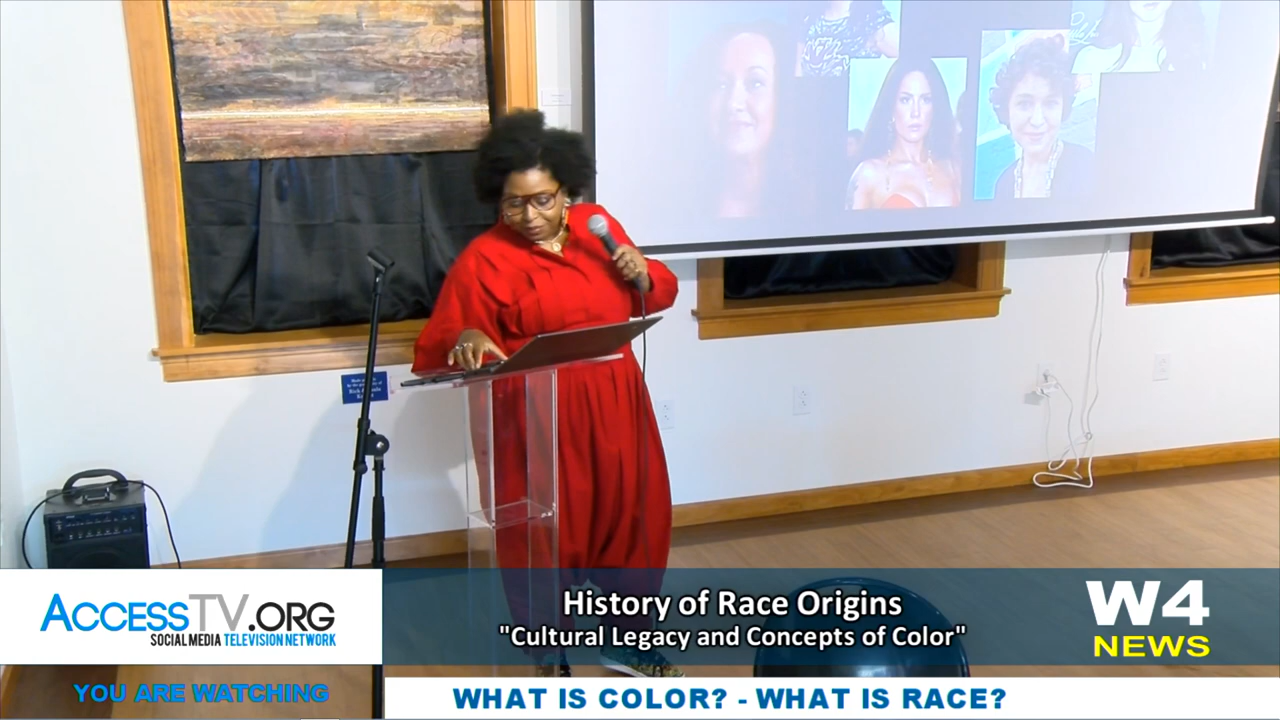 ACCESSTV.ORG
SOCIAL MEDIA TELEVISION NETWORK
History of Race Origins
"Cultural Legacy and Concepts of Color"
W4
NEWS
YOU ARE WATCHING
WHAT IS COLOR? - WHAT IS RACE?